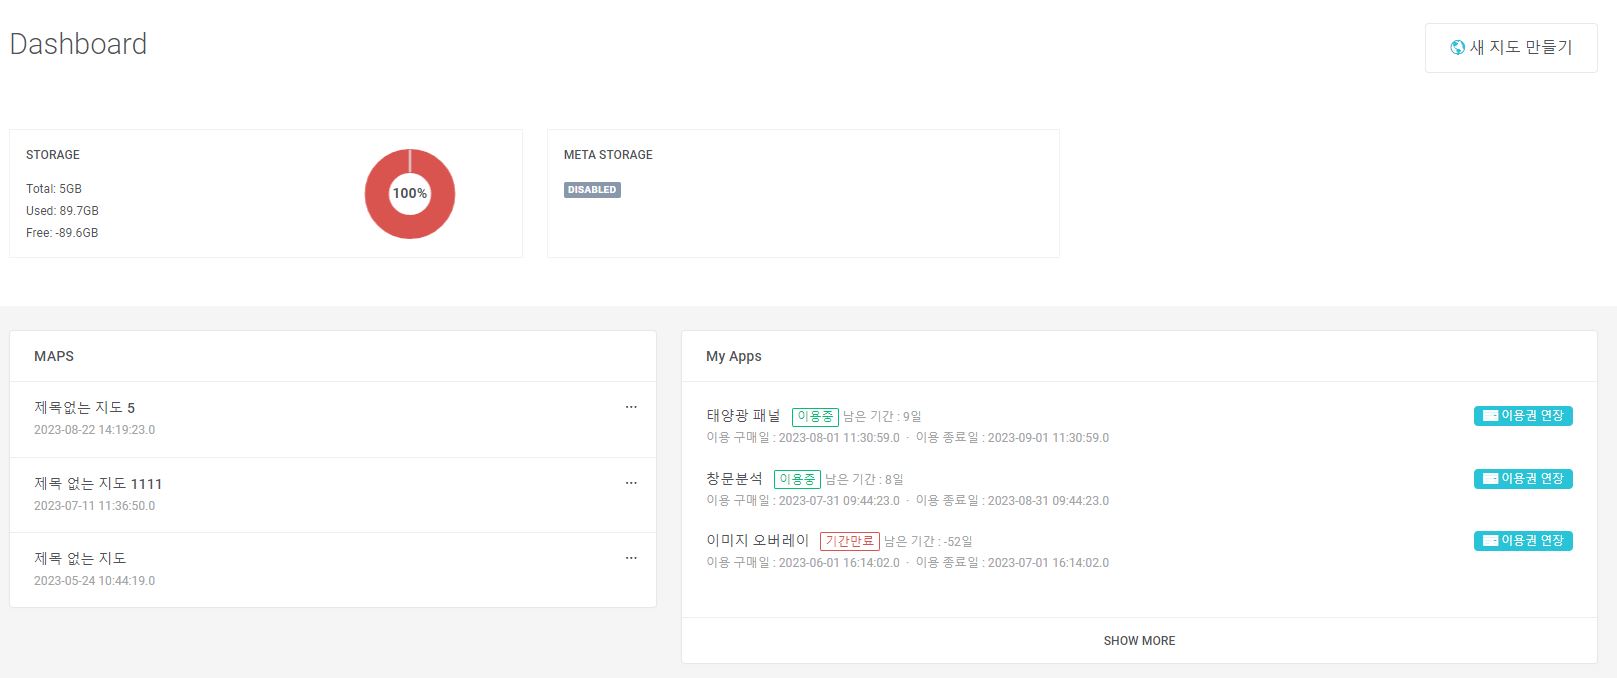 Dashboard
새 지도 만들기
STORAGE
Total: 5GB
Used: 89.7GB
Free: -89.6GB
100%
META STORAGE
DISABLED
MAPS
제목없는 지도 5
2023-08-22 14:19:23.0
제목 없는 지도 1111
2023-07-11 11:36:50.0
제목 없는 지도
2023-05-24 10:44:19.0
My Apps
태양광 패널 이용중 남은 기간 : 9일
이용권 연장
이용 구매일 : 2023-08-01 11:30:59.0 · 이용 종료일 : 2023-09-01 11:30:59.0
창문분석 이용중 남은 기간 : 8일
이용권 연장
이용 구매일 : 2023-07-31 09:44:23.0 · 이용 종료일 : 2023-08-31 09:44:23.0
이미지 오버레이 기간만료 남은 기간 : -52일
이용권 연장
이용 구매일 : 2023-06-01 16:14:02.0 · 이용 종료일 : 2023-07-01 16:14:02.0
SHOW MORE